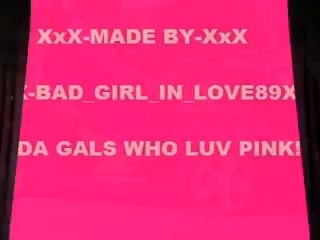 XxX-MADE BY-XxX
X-BAD_GIRL_IN_LOVE89X
DA GALS WHO LUV PINK!